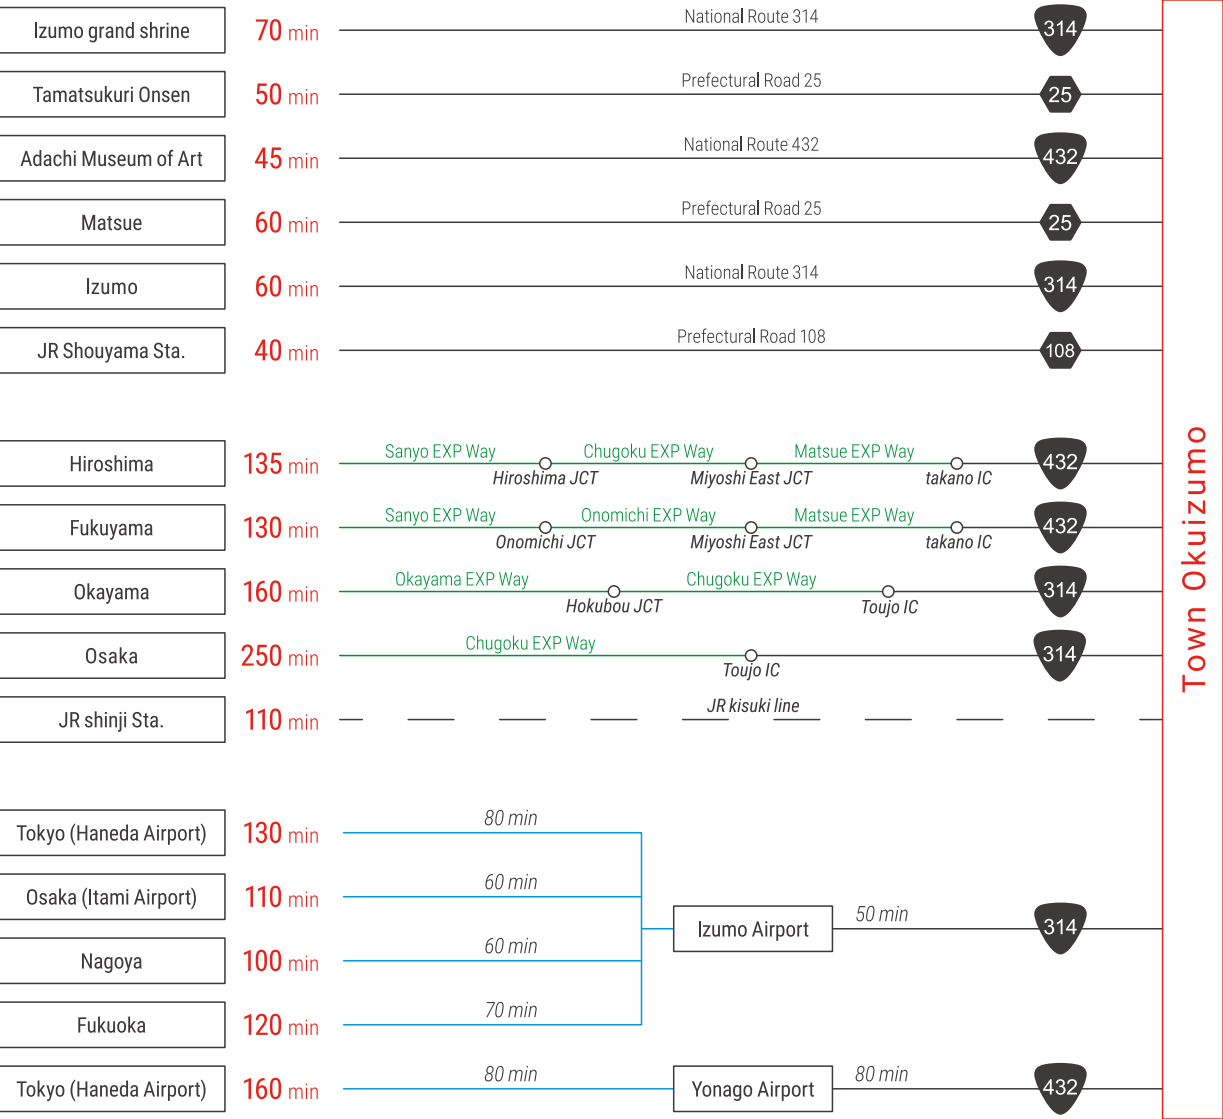 Izumo grand shrine 70 min National Route 314 314
Tamatsukuri Onsen 50 min Prefectural Road 25 25
Adachi Museum of Art 45 min National Route 432 432
Matsue 60 min Prefectural Road 25 25
Izumo 60 min National Route 314 314
JR Shouyama Sta. 40 min Prefectural Road 108 108
Hiroshima 135 min Sanyo EXP Way Chugoku EXP Way Matsue EXP Way 432
Hiroshima JCT Miyoshi East JCT takano IC
Fukuyama 130 min Sanyo EXP Way Onomichi EXP Way Matsue EXP Way 432
Onomichi JCT Miyoshi East JCT takano IC
Okayama 160 min Okayama EXP Way Chugoku EXP Way 314
Hokubou JCT Toujo IC
Osaka 250 min Chugoku EXP Way 314
Toujo IC
JR shinji Sta. 110 min JR kisuki line
Tokyo (Haneda Airport) 130 min 80 min
Osaka (Itami Airport) 110 min 60 min
Izumo Airport 50 min 314
Nagoya 100 min 60 min
Fukuoka 120 min 70 min
Tokyo (Haneda Airport) 160 min 80 min Yonago Airport 80 min 432
Town Okuizumo